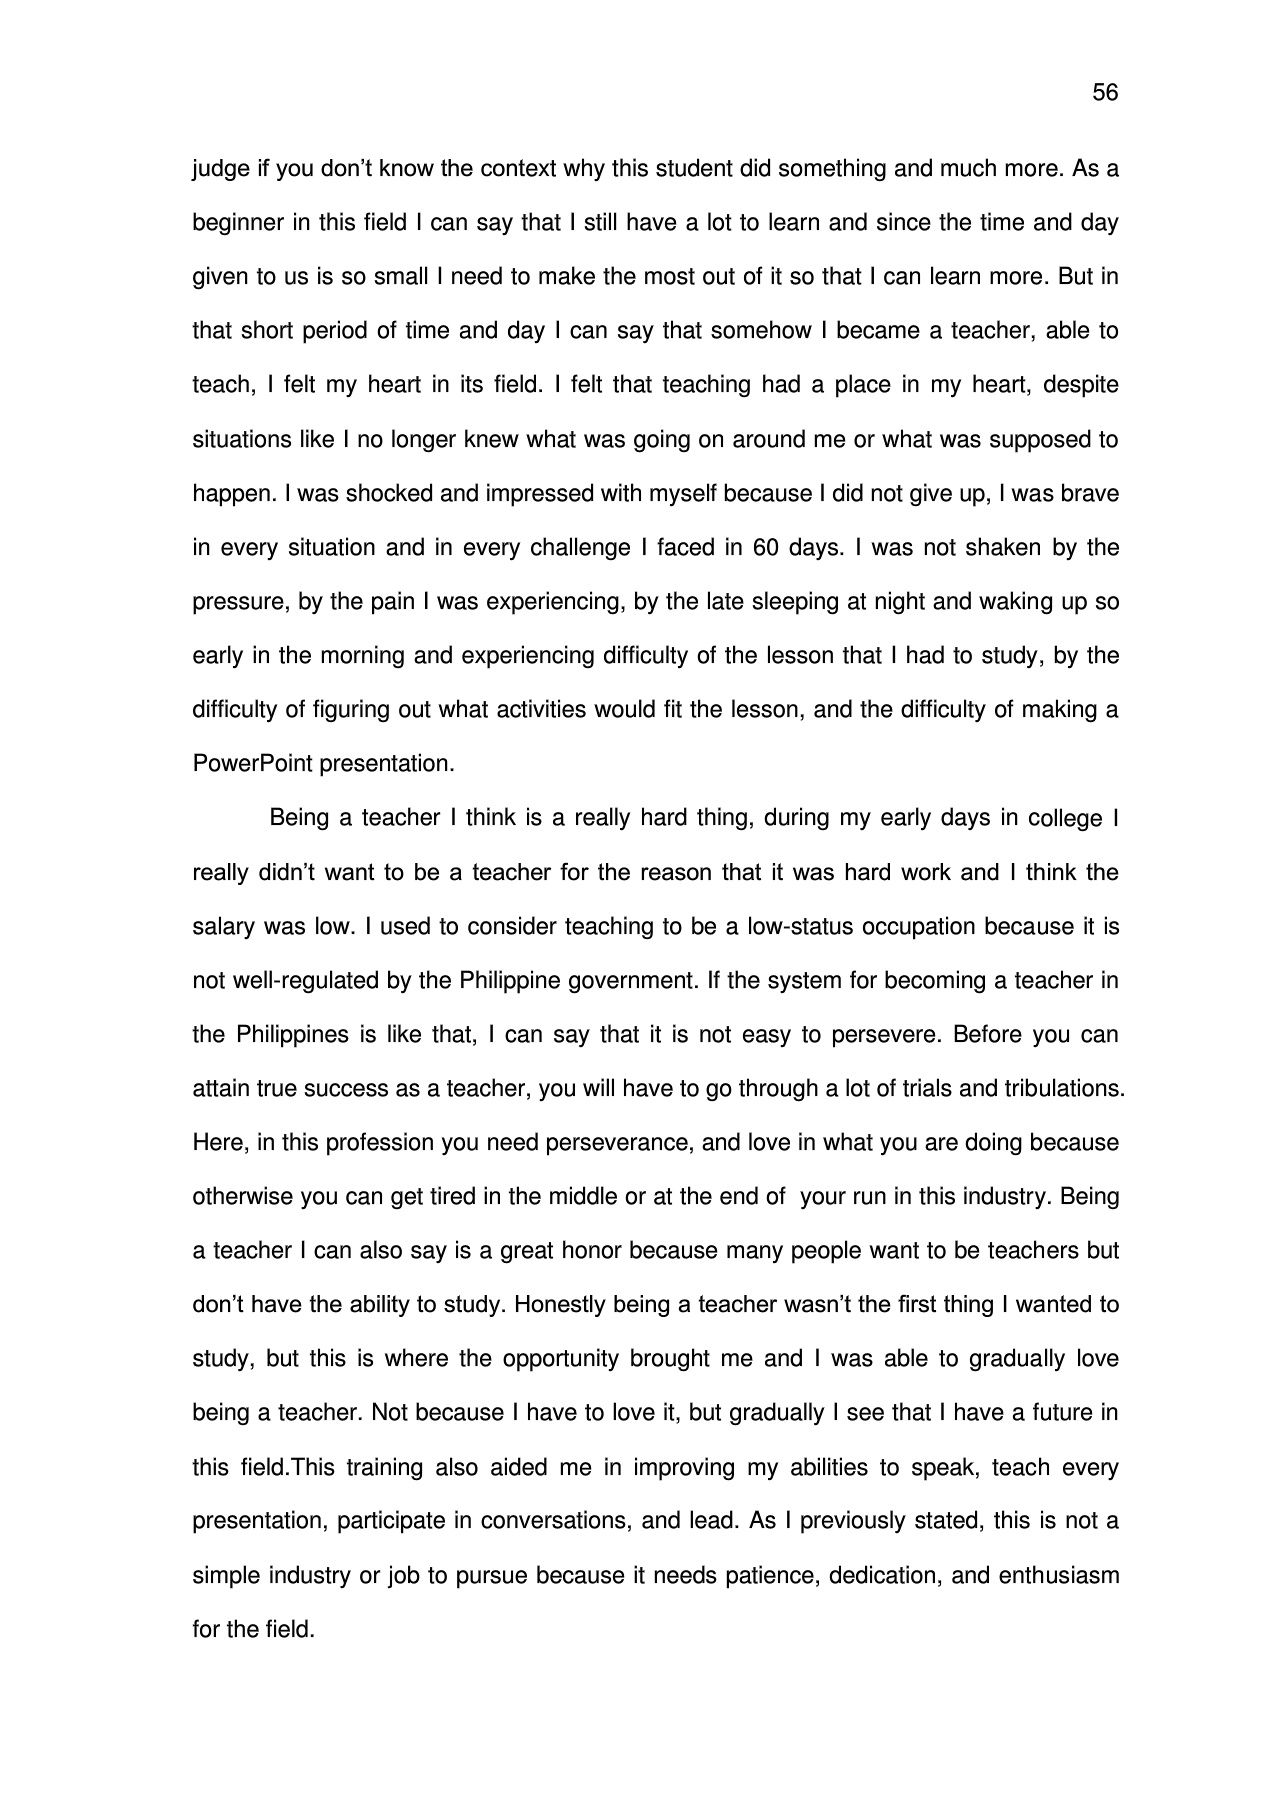 56
judge if you don’t know the context why this student did something and much more. As a
beginner in this field I can say that I still have a lot to learn and since the time and day
given to us is so small I need to make the most out of it so that I can learn more. But in
that short period of time and day I can say that somehow I became a teacher, able to
teach, I felt my heart in its field. I felt that teaching had a place in my heart, despite
situations like I no longer knew what was going on around me or what was supposed to
happen. I was shocked and impressed with myself because I did not give up, I was brave
in every situation and in every challenge I faced in 60 days. I was not shaken by the
pressure, by the pain I was experiencing, by the late sleeping at night and waking up so
early in the morning and experiencing difficulty of the lesson that I had to study, by the
difficulty of figuring out what activities would fit the lesson, and the difficulty of making a
PowerPoint presentation.
Being a teacher I think is a really hard thing, during my early days in college I
really didn’t want to be a teacher for the reason that it was hard work and I think the
salary was low. I used to consider teaching to be a low-status occupation because it is
not well-regulated by the Philippine government. If the system for becoming a teacher in
the Philippines is like that, I can say that it is not easy to persevere. Before you can
attain true success as a teacher, you will have to go through a lot of trials and tribulations.
Here, in this profession you need perseverance, and love in what you are doing because
otherwise you can get tired in the middle or at the end of  your run in this industry. Being
a teacher I can also say is a great honor because many people want to be teachers but
don’t have the ability to study. Honestly being a teacher wasn’t the first thing I wanted to
study, but this is where the opportunity brought me and I was able to gradually love
being a teacher. Not because I have to love it, but gradually I see that I have a future in
this field.This training also aided me in improving my abilities to speak, teach every
presentation, participate in conversations, and lead. As I previously stated, this is not a
simple industry or job to pursue because it needs patience, dedication, and enthusiasm
for the field.